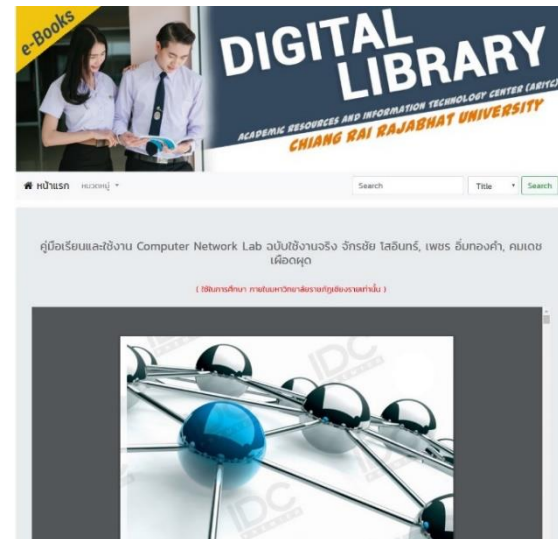 e-Books
DIGITAL
LIBRARY
ACADEMIC RESOURCES AND INFORMATION TECHNOLOGY CENTER (ARITC)
CHIANG RAI RAJABHAT UNIVERSITY
หน้าแรก หมวดหมู่ Search Title Search
คู่มือเรียนและใช้งาน Computer Network Lab ฉบับใช้งานจริง จักรชัย โสอินทร์, เพชร อิ่มทองคำ, คมเดช
เผือดผุด
( ใช้ในการศึกษา ภายในมหาวิทยาลัยราชภัฏเชียงรายเท่านั้น )
IDC
IDC
IDC